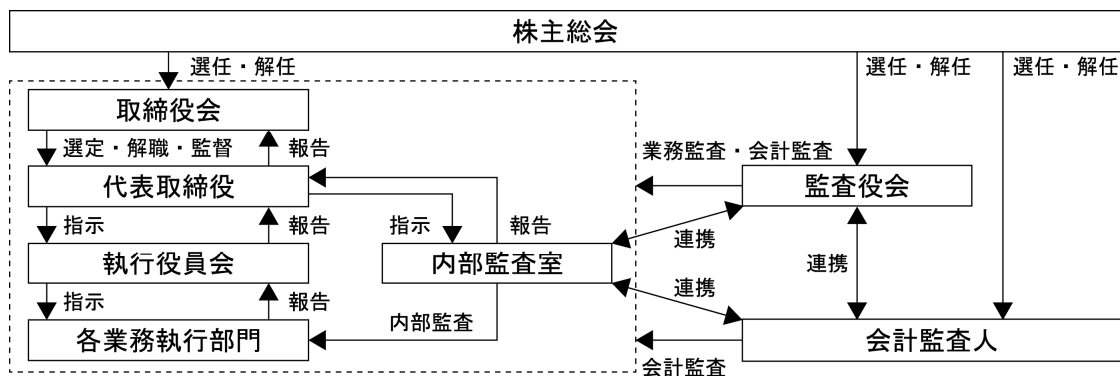 株主総会
選任・解任
選任・解任
選任・解任
取締役会
選定・解職・監督
報告
業務監査・会計監査
代表取締役
監査役会
指示
報告
指示
報告
連携
執行役員会
内部監査室
連携
指示
報告
連携
内部監査
各業務執行部門
会計監査人
会計監査